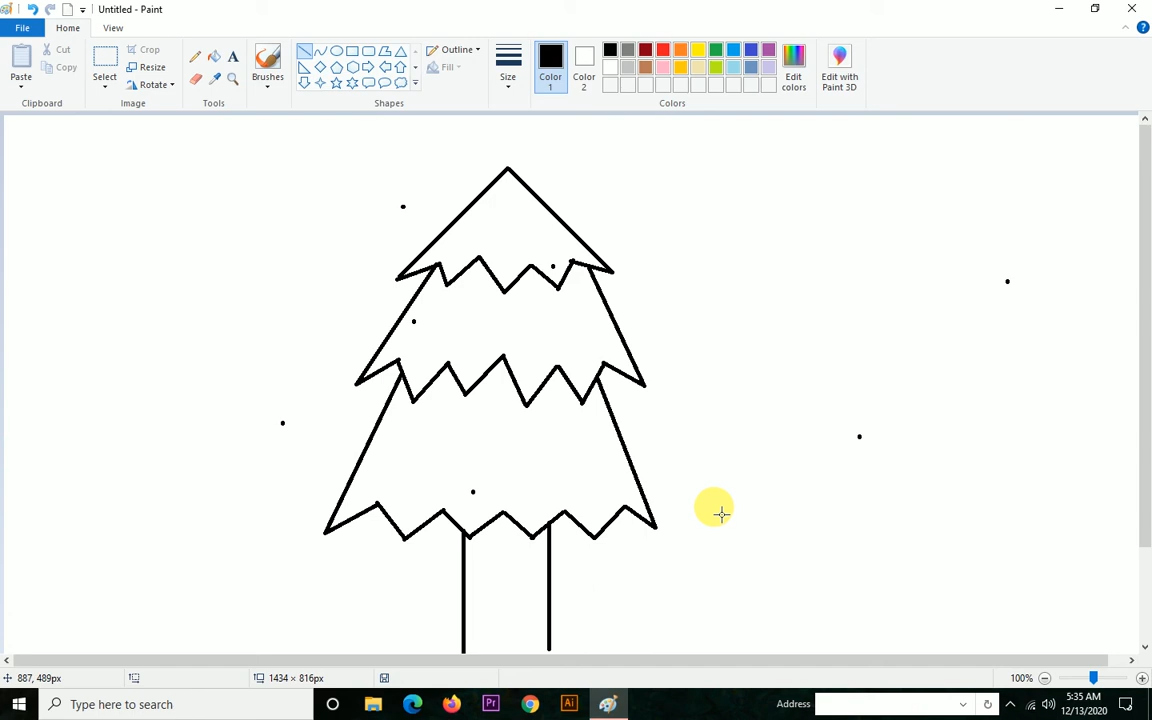 Untitled - Paint
File Home View
Paste
Cut
Copy
Clipboard
Select
Crop
Resize
Rotate
Image
A
Tools
Brushes
Shapes
Outline
Fill
Size
Color 1
Color 2
Edit colors
Colors
Edit with Paint 3D
887, 489px
1434 × 816px
100%
Type here to search
Pr
Ai
Address
5:35 AM
12/13/2020